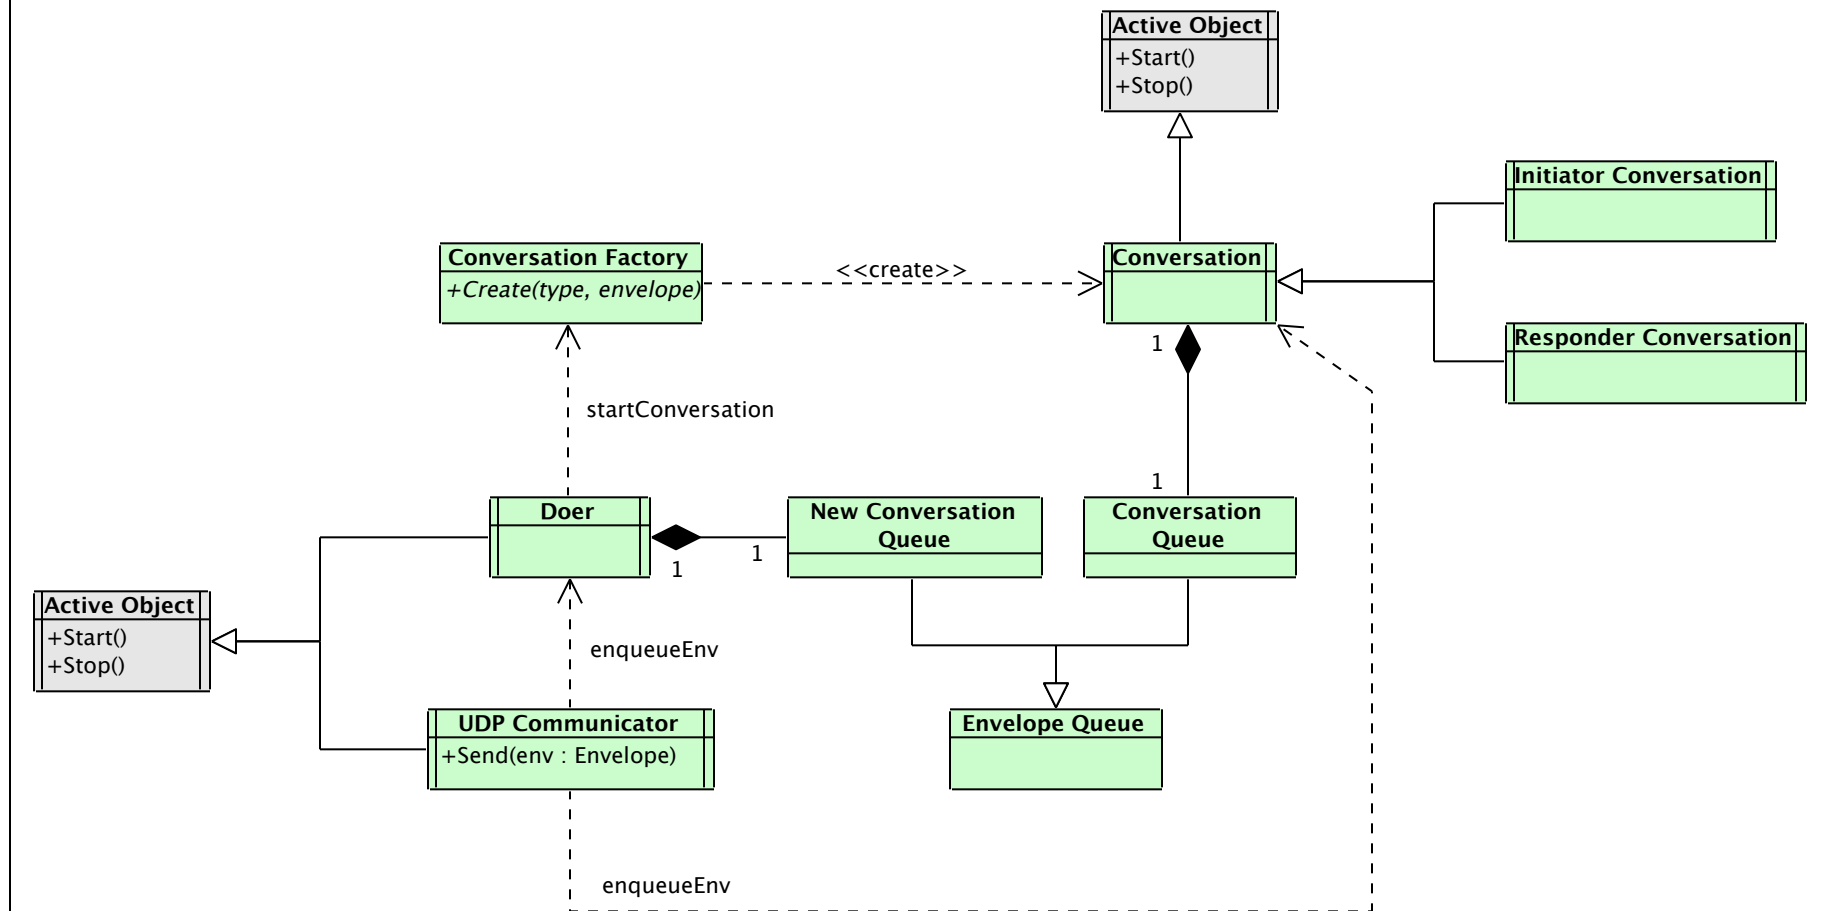 Active Object
+Start()
+Stop()
Initiator Conversation
Conversation Factory
+Create(type, envelope)
<<create>>
Conversation
Responder Conversation
1
startConversation
1
Doer
New Conversation
Queue
Conversation
Queue
1
1
Active Object
+Start()
+Stop()
enqueueEnv
UDP Communicator
+Send(env : Envelope)
Envelope Queue
enqueueEnv